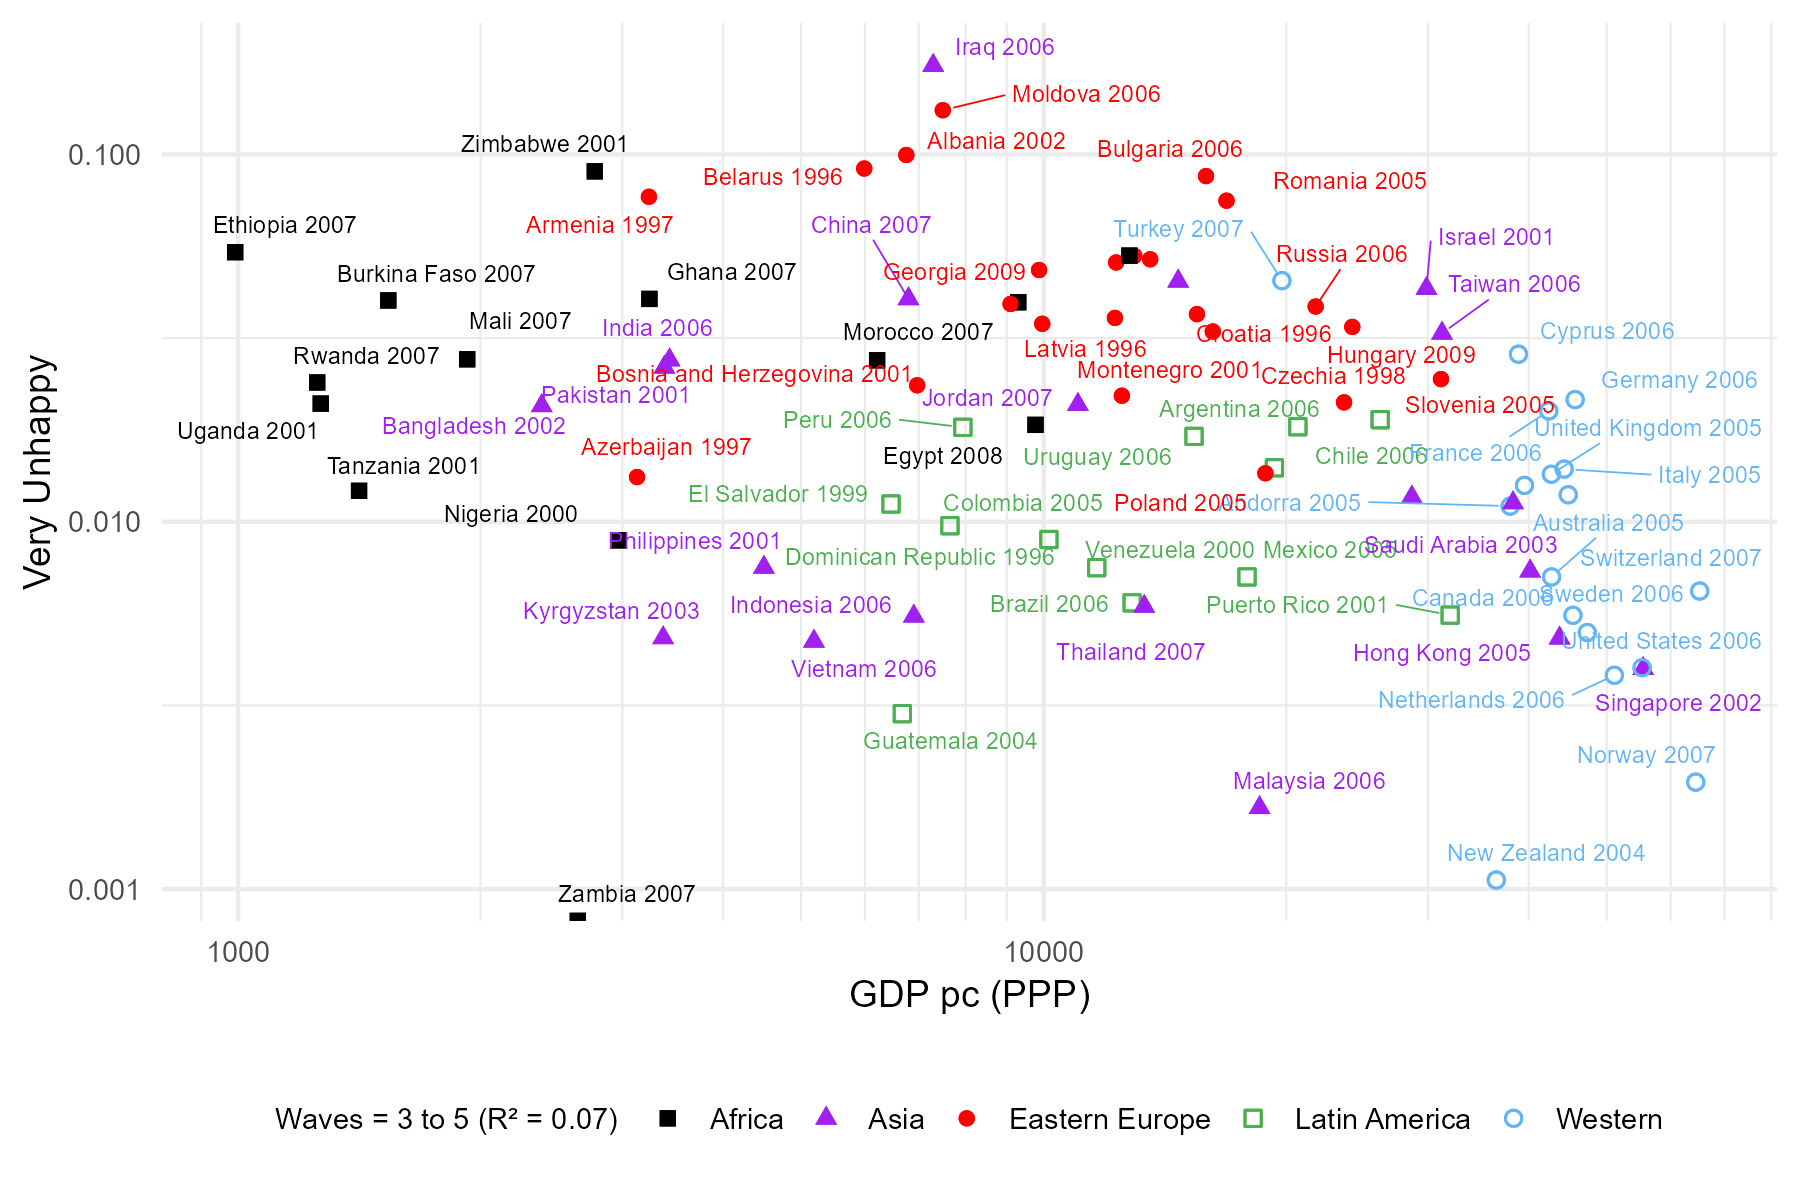 Iraq 2006
Moldova 2006
Zimbabwe 2001
Albania 2002
Bulgaria 2006
0.100
Belarus 1996
Romania 2005
Ethiopia 2007
Armenia 1997
China 2007
Turkey 2007
Israel 2001
Russia 2006
Burkina Faso 2007
Ghana 2007
Georgia 2009
Taiwan 2006
Mali 2007
India 2006
Morocco 2007
Croatia 1996
Cyprus 2006
Rwanda 2007
Latvia 1996
Hungary 2009
Bosnia and Herzegovina 2001
Montenegro 2001
Czechia 1998
Germany 2006
Pakistan 2001
Jordan 2007
Argentina 2006
Slovenia 2005
Uganda 2001
Bangladesh 2002
Peru 2006
United Kingdom 2005
Azerbaijan 1997
Egypt 2008
Uruguay 2006
Chile 2006
France 2006
Tanzania 2001
Italy 2005
El Salvador 1999
Colombia 2005
Poland 2005
Andorra 2005
Nigeria 2000
0.010
Australia 2005
Philippines 2001
Dominican Republic 1996
Venezuela 2000
Mexico 2005
Saudi Arabia 2003
Switzerland 2007
Kyrgyzstan 2003
Indonesia 2006
Brazil 2006
Puerto Rico 2001
Canada 2006
Sweden 2006
Vietnam 2006
Thailand 2007
Hong Kong 2005
United States 2006
Netherlands 2006
Singapore 2002
Guatemala 2004
Norway 2007
Malaysia 2006
New Zealand 2004
0.001
Zambia 2007
Very Unhappy
1000
10000
GDP pc (PPP)
Waves = 3 to 5 (R² = 0.07)
Africa
Asia
Eastern Europe
Latin America
Western